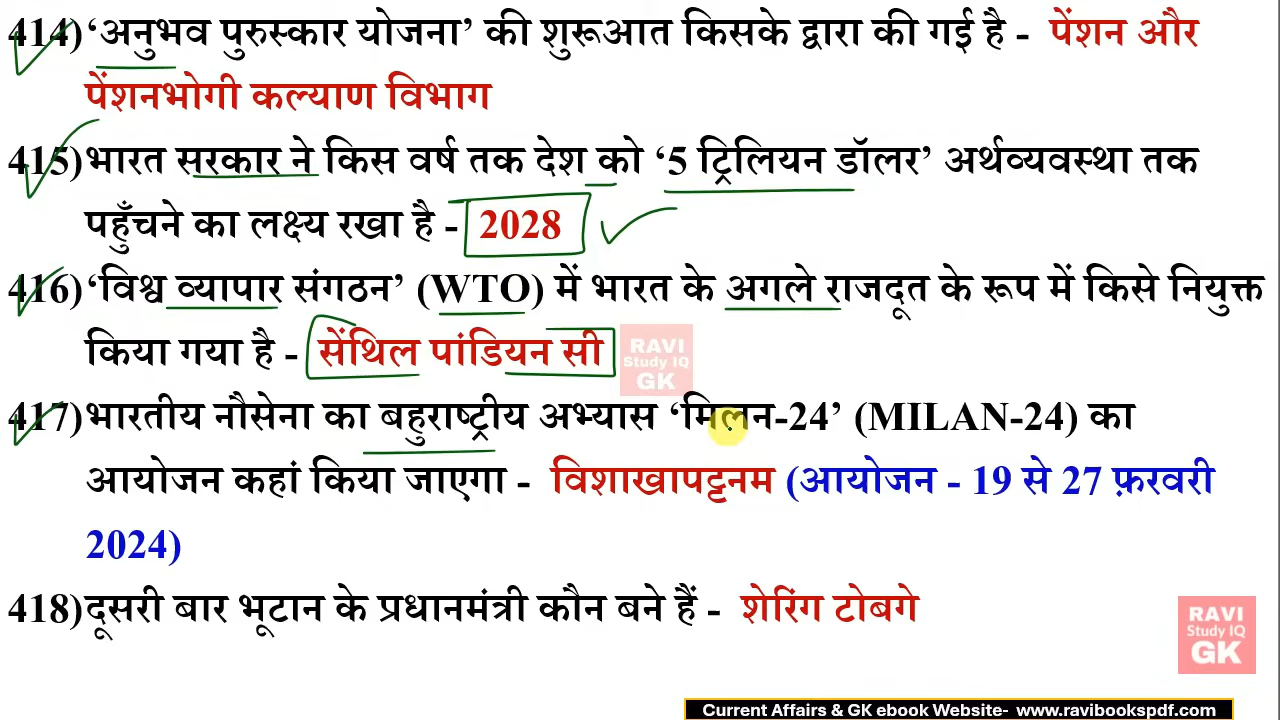 414) ‘अनुभव पुरुस्कार योजना’ की शुरूआत किसके द्वारा की गई है - पेंशन और
पेंशनभोगी कल्याण विभाग
415) भारत सरकार ने किस वर्ष तक देश को ‘5 ट्रिलियन डॉलर’ अर्थव्यवस्था तक
पहुँचने का लक्ष्य रखा है - 2028
416) ‘विश्व व्यापार संगठन’ (WTO) में भारत के अगले राजदूत के रूप में किसे नियुक्त
किया गया है - सेंथिल पांडियन सी
RAVI
Study IQ
GK
417) भारतीय नौसेना का बहुराष्ट्रीय अभ्यास ‘मिलन-24’ (MILAN-24) का
आयोजन कहां किया जाएगा - विशाखापट्टनम (आयोजन - 19 से 27 फ़रवरी
2024)
418) दूसरी बार भूटान के प्रधानमंत्री कौन बने हैं - शेरिंग टोबगे
RAVI
Study IQ
GK
Current Affairs & GK ebook Website- www.ravibookspdf.com